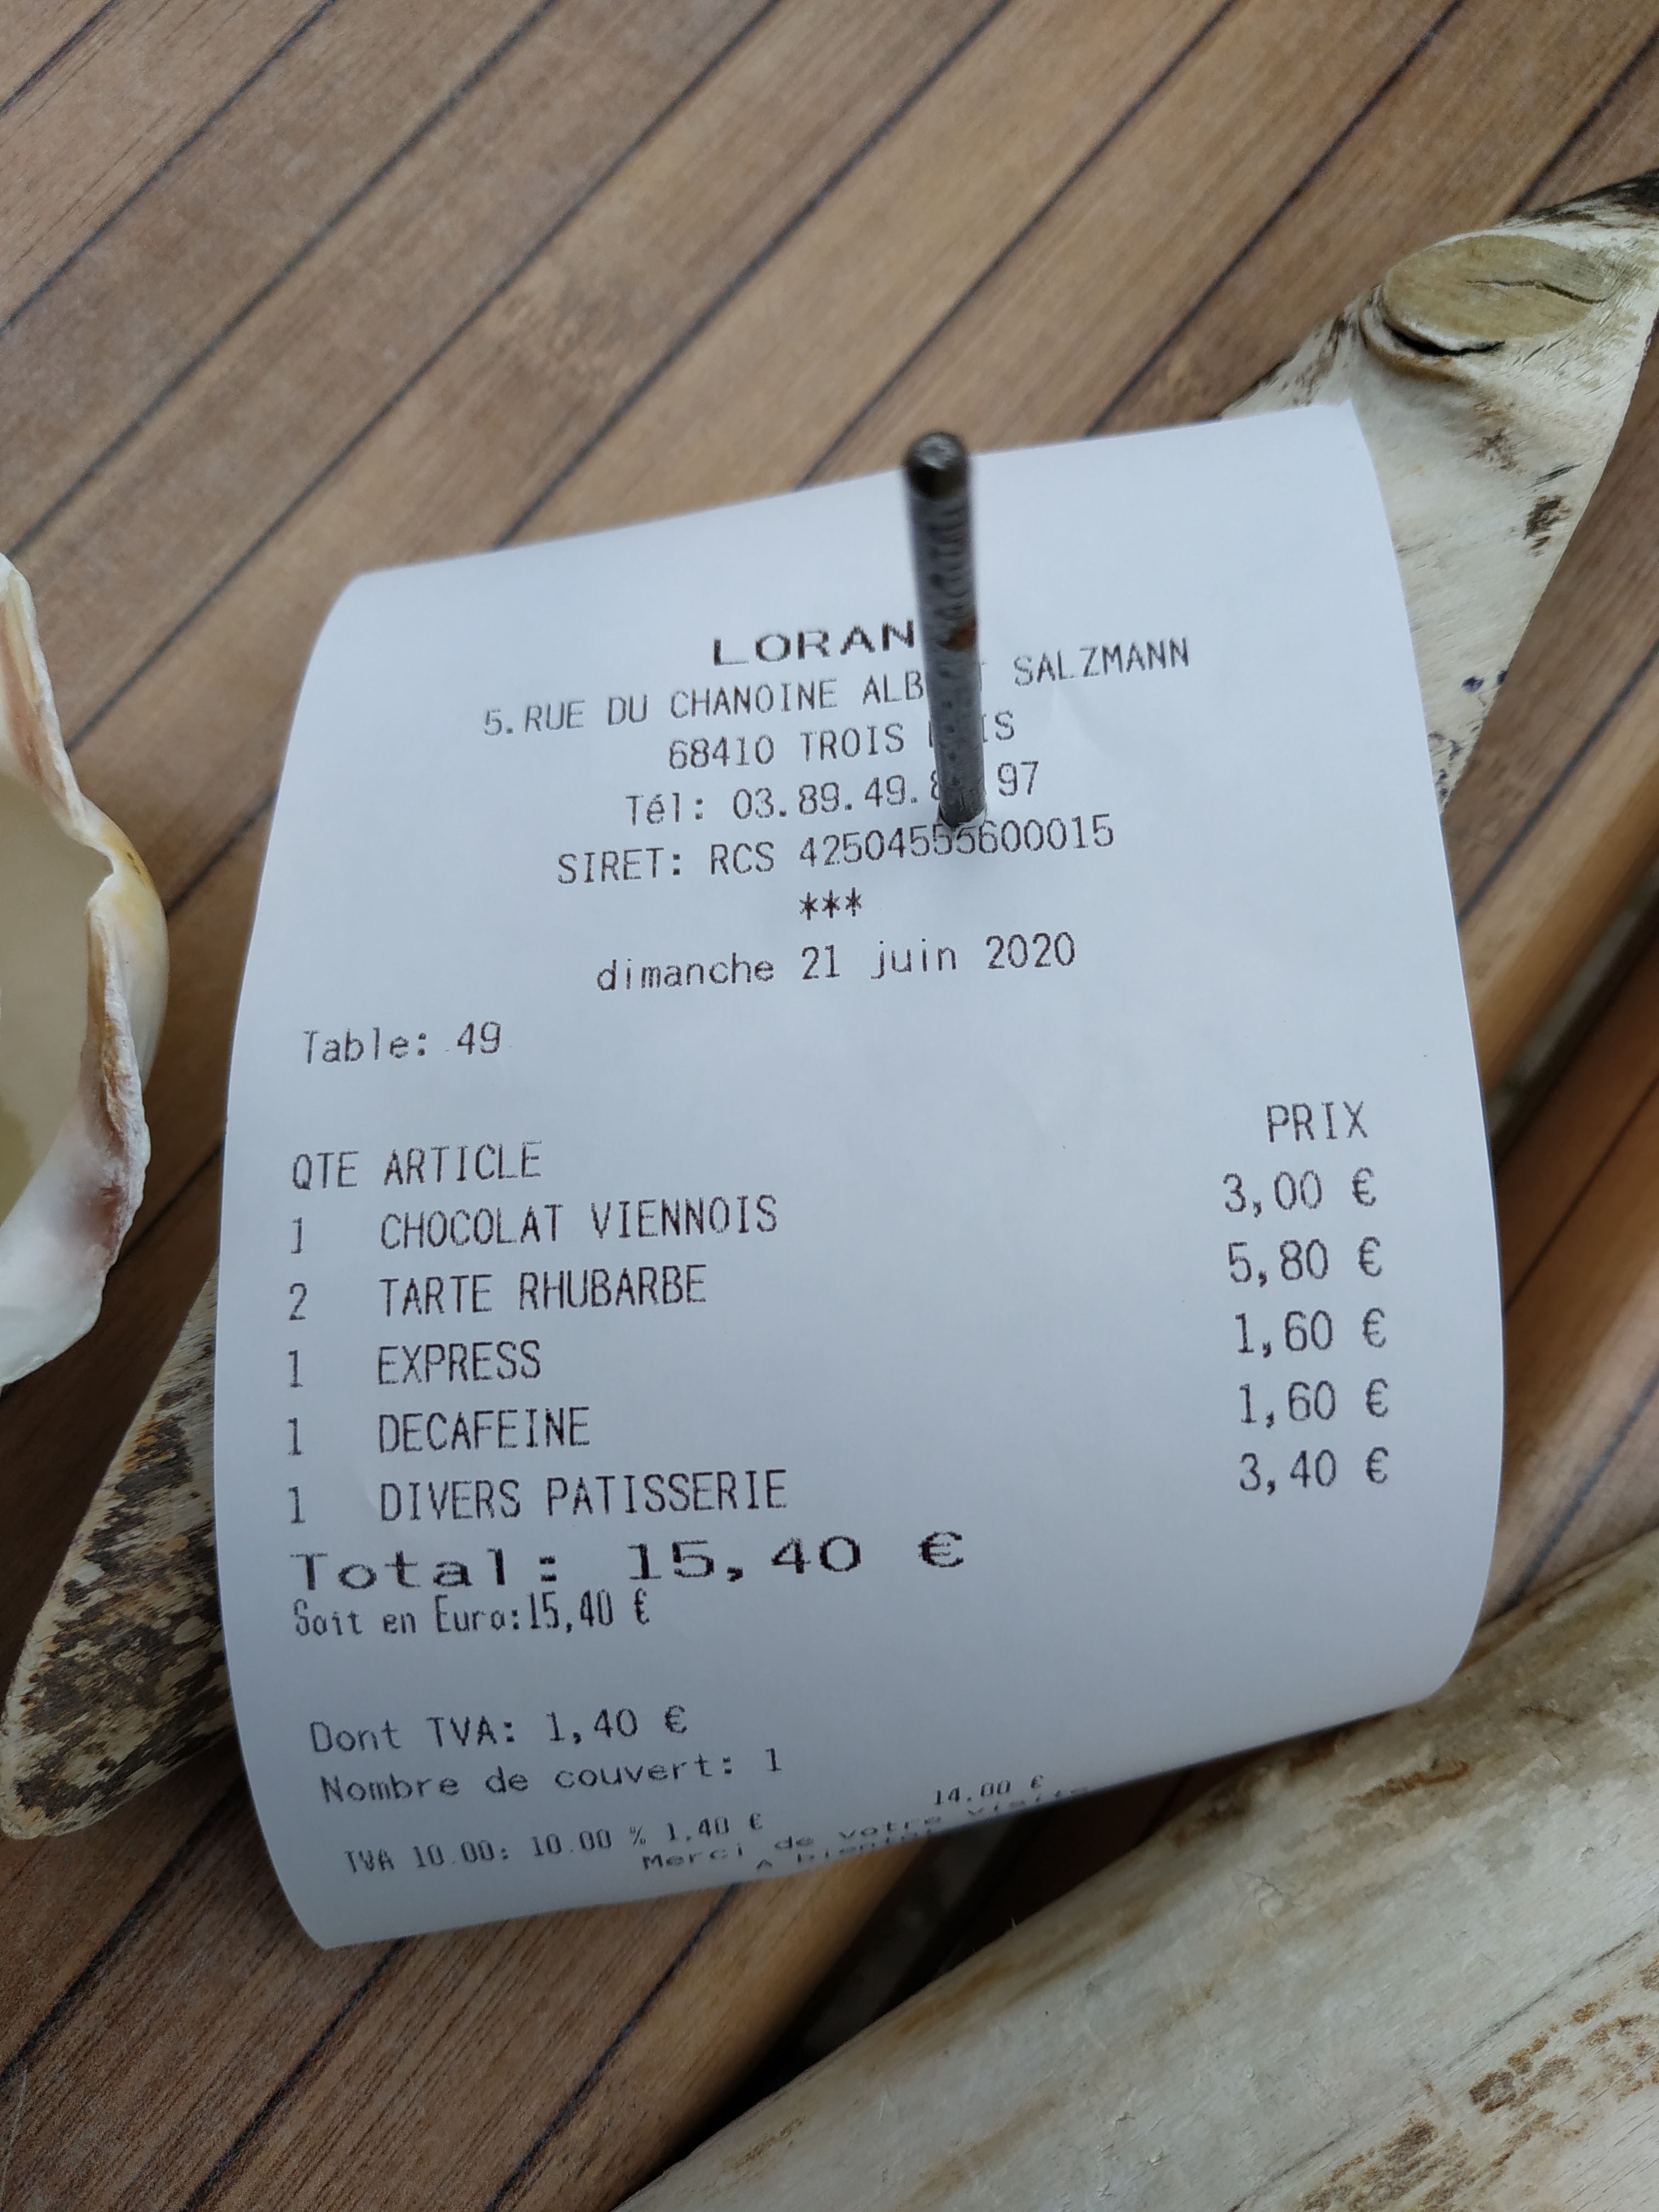 5.RUE DU CHANOINE SALZMANN
68410 TROIS
Tél: 03.89.49. 97
SIRET: RCS 42504555600015
***
dimanche 21 juin 2020
Table: 49
QTE ARTICLE PRIX
1 CHOCOLAT VIENNOIS 3,00 €
2 TARTE RHUBARBE 5,80 €
1 EXPRESS 1,60 €
1 DECAFEINE 1,60 €
1 DIVERS PATISSERIE 3,40 €
Total: 15,40 €
Soit en Euro:15,40 €
Dont TVA: 1,40 €
Nombre de couvert: 1
TVA 10.00: 10.00 % 1.40 € 14.00 €
Merci de votre visite
A